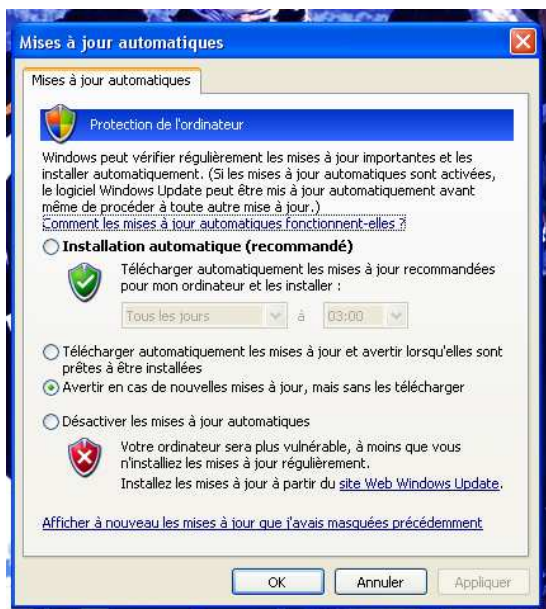 Mises à jour automatiques
Mises à jour automatiques
Protection de l'ordinateur
Windows peut vérifier régulièrement les mises à jour importantes et les
installer automatiquement. (Si les mises à jour automatiques sont activées,
le logiciel Windows Update peut être mis à jour automatiquement avant
même de procéder à toute autre mise à jour.)
Comment les mises à jour automatiques fonctionnent-elles ?
Installation automatique (recommandé)
Télécharger automatiquement les mises à jour recommandées
pour mon ordinateur et les installer :
Tous les jours à 03:00
Télécharger automatiquement les mises à jour et avertir lorsqu'elles sont
prêtes à être installées
Avertir en cas de nouvelles mises à jour, mais sans les télécharger
Désactiver les mises à jour automatiques
Votre ordinateur sera plus vulnérable, à moins que vous
n'installiez les mises à jour régulièrement.
Installez les mises à jour à partir du site Web Windows Update.
Afficher à nouveau les mises à jour que j'avais masquées précédemment
OK Annuler Appliquer